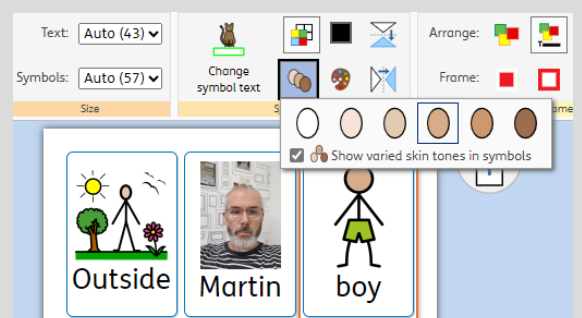 Text:
Auto (43)
Symbols:
Auto (57)
Size
Change
symbol text
Arrange:
Frame:
Show varied skin tones in symbols
Outside
Martin
boy